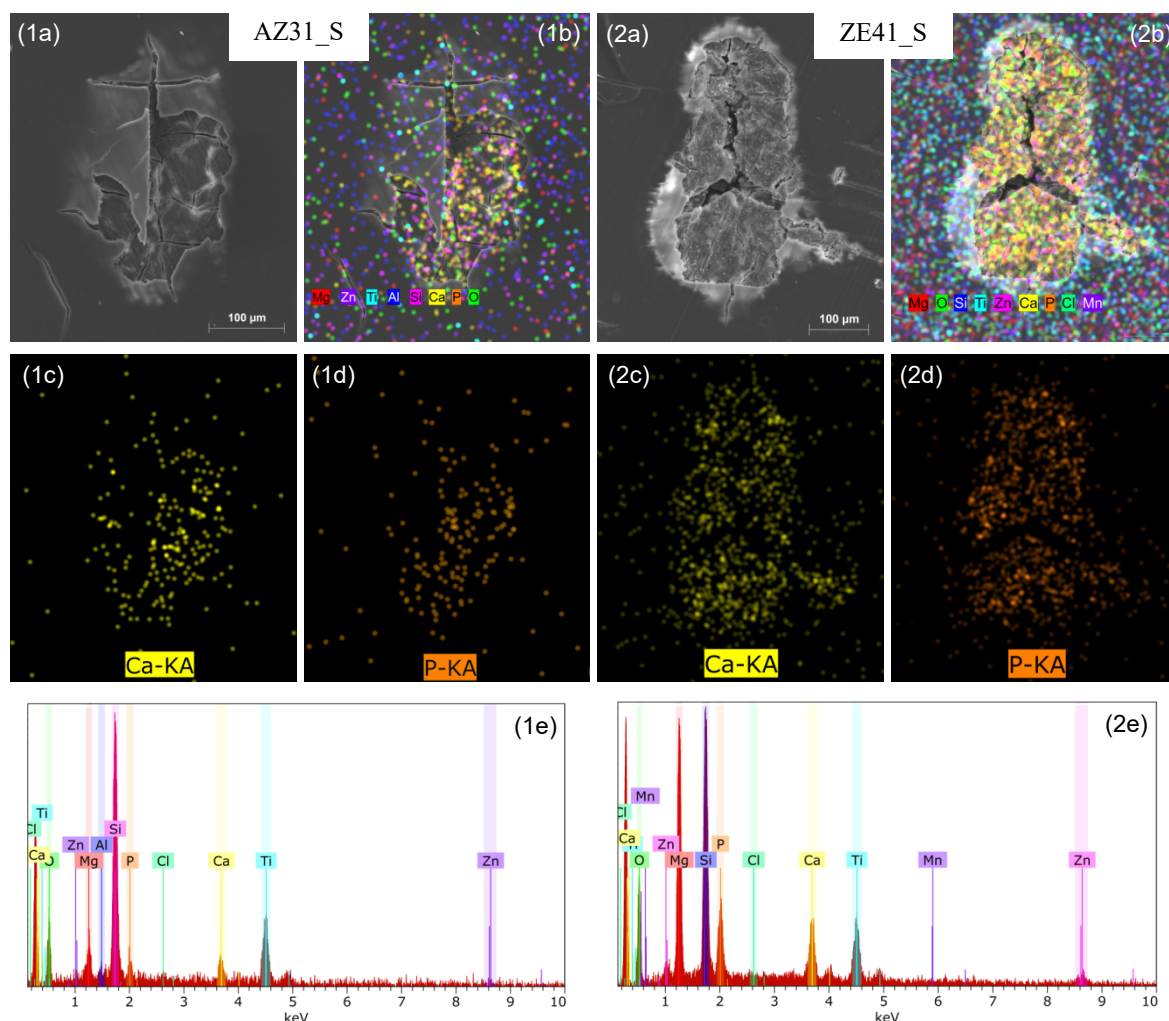 (1a) AZ31_S (1b) (2a) ZE41_S (2b)
Mg Zn Ti Al Si Ca P O
100 µm
Mg O Si Ti Zn Ca P Cl Mn
100 µm
(1c) (1d) (2c) (2d)
Ca-KA P-KA Ca-KA P-KA
(1e)
Ti
Cl Zn Al Si
Ca O Mg P Cl Ca Ti Zn
1 2 3 4 5 6 7 8 9 10
keV
(2e)
Mn
Cl
Ca Zn P
O Mg Si Cl Ca Ti Mn Zn
1 2 3 4 5 6 7 8 9 10
keV